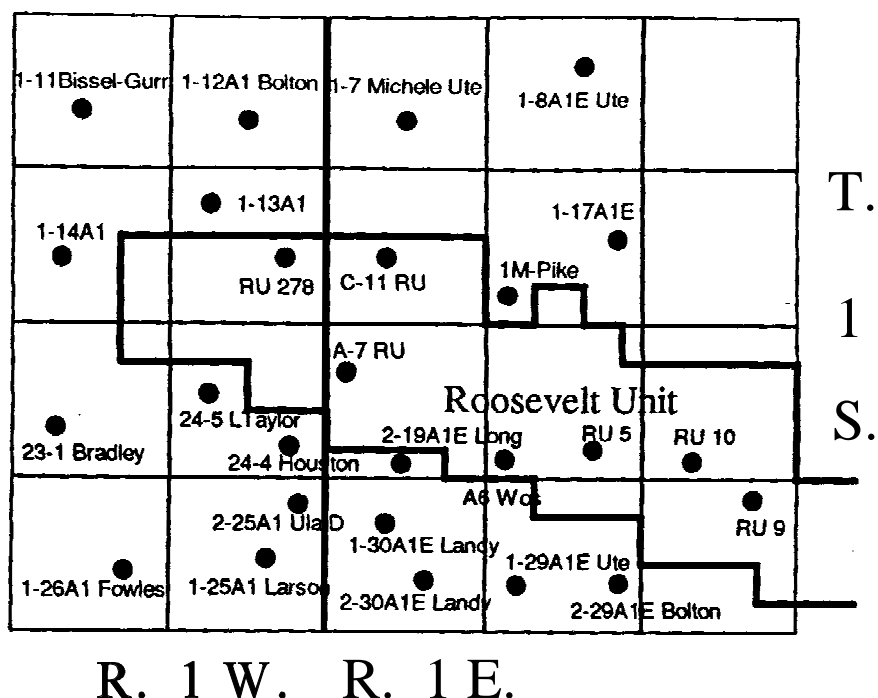 1-11Bissel-Gurr 1-12A1 Bolton 1-7 Michele Ute
1-8A1E Ute
T.
1-13A1 1-17A1E
1-14A1
1M-Pike
RU 278 C-11 RU
1
A-7 RU
Roosevelt Unit
S.
24-5 LTaylor 2-19A1E Long RU 5 RU 10
23-1 Bradley 24-4 Houston
A6 Wos
2-25A1 Ula D RU 9
1-30A1E Landy
1-29A1E Ute
1-26A1 Fowles 1-25A1 Larson
2-30A1E Landy 2-29A1E Bolton
R. 1 W. R. 1 E.